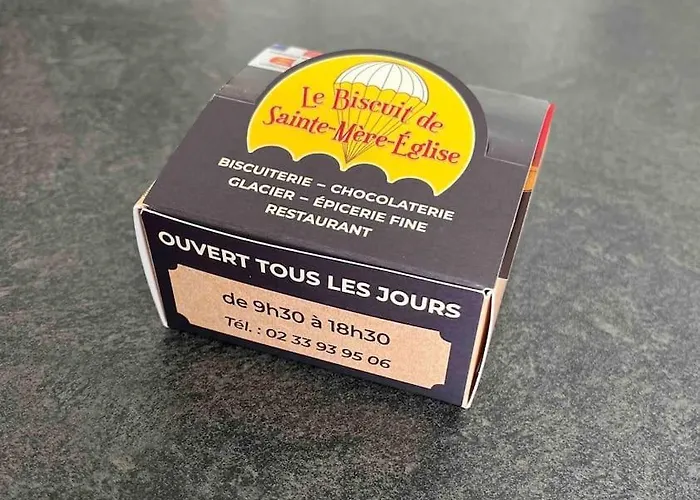 Le Biscuit de
Sainte-Mère-Église
BISCUITERIE – CHOCOLATERIE
GLACIER – ÉPICERIE FINE
RESTAURANT
OUVERT TOUS LES JOURS
de 9h30 à 18h30
Tél. : 02 33 93 95 06